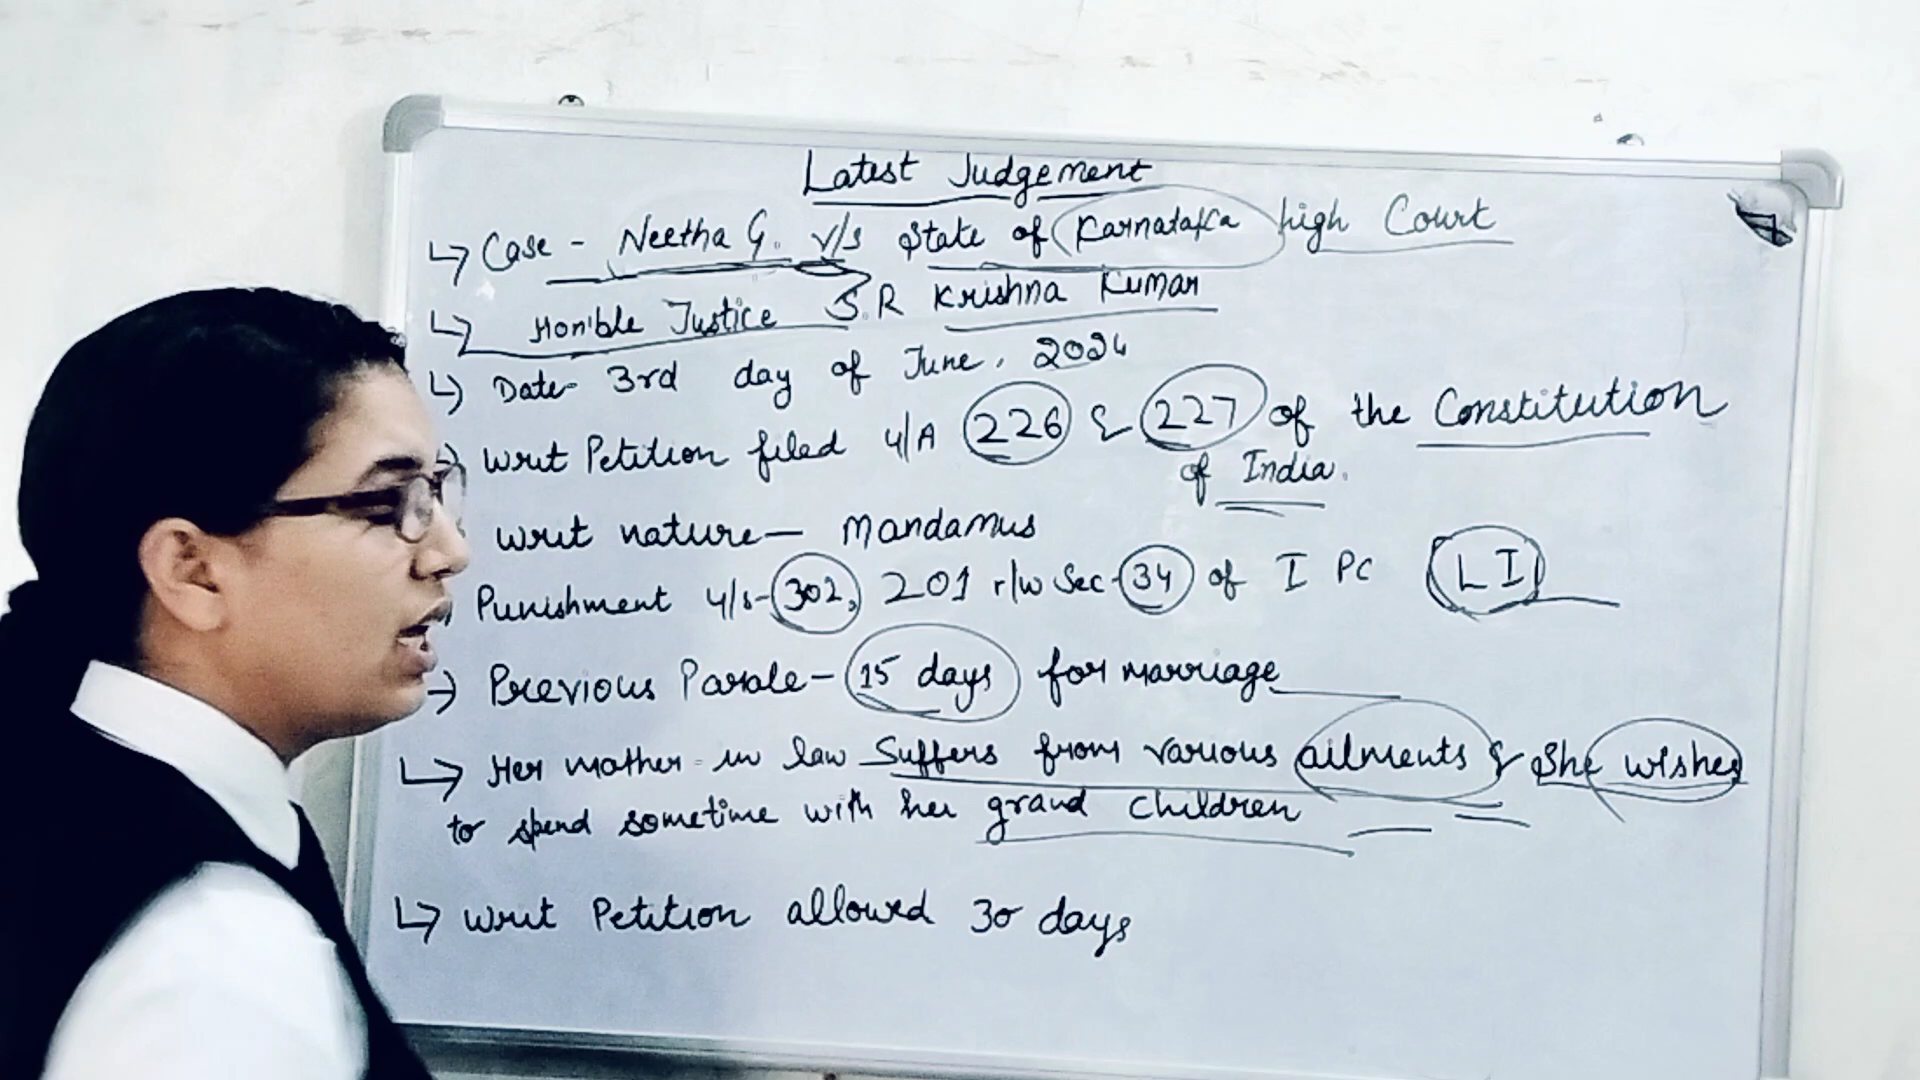 Latest Judgement
↳ Case - Neetha G. v/s State of Karnataka high Court
↳ Hon'ble Justice S.R Krishna Kumar
↳ Date- 3rd day of June, 2024
→ Writ Petition filed u/A 226 & 227 of the Constitution
of India.
Writ nature— Mandamus
Punishment u/s-302, 201 r/w Sec-34 of I PC LI
→ Previous Parole- 15 days for marriage
↳ Her mother-in law Suffers from various ailments & She wishes
to spend sometime with her grand children
↳ Writ Petition allowed 30 days